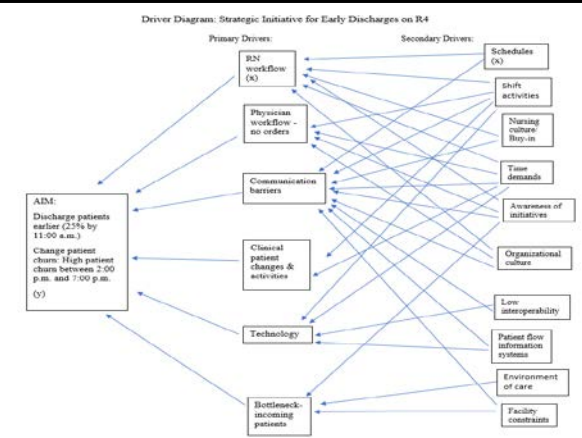 Driver Diagram: Strategic Initiative for Early Discharges on R4
Primary Drivers:
Secondary Drivers:
RN
workflow
(x)
Physician
workflow -
no orders
Communication
barriers
Clinical
patient
changes &
activities
Technology
Bottleneck-
incoming
patients
AIM:
Discharge patients
earlier (25% by
11:00 a.m.)
Change patient
churn: High patient
churn between 2:00
p.m. and 7:00 p.m.
(y)
Schedules
(x)
Shift
activities
Nursing
culture/
Buy-in
Time
demands
Awareness of
initiatives
Organizational
culture
Low
interoperability
Patient flow
information
systems
Environment
of care
Facility
constraints